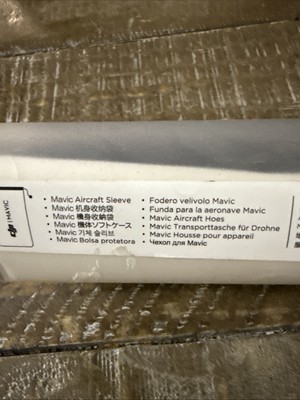 dji | MAVIC
• Mavic Aircraft Sleeve
• Mavic 机身收纳袋
• Mavic 機身收納袋
• Mavic 機体ソフトケース
• Mavic 기체 슬리브
• Mavic Bolsa protetora
• Fodero velivolo Mavic
• Funda para la aeronave Mavic
• Mavic Aircraft Hoes
• Mavic Transporttasche für Drohne
• Mavic Housse pour appareil
• Чехол для Mavic